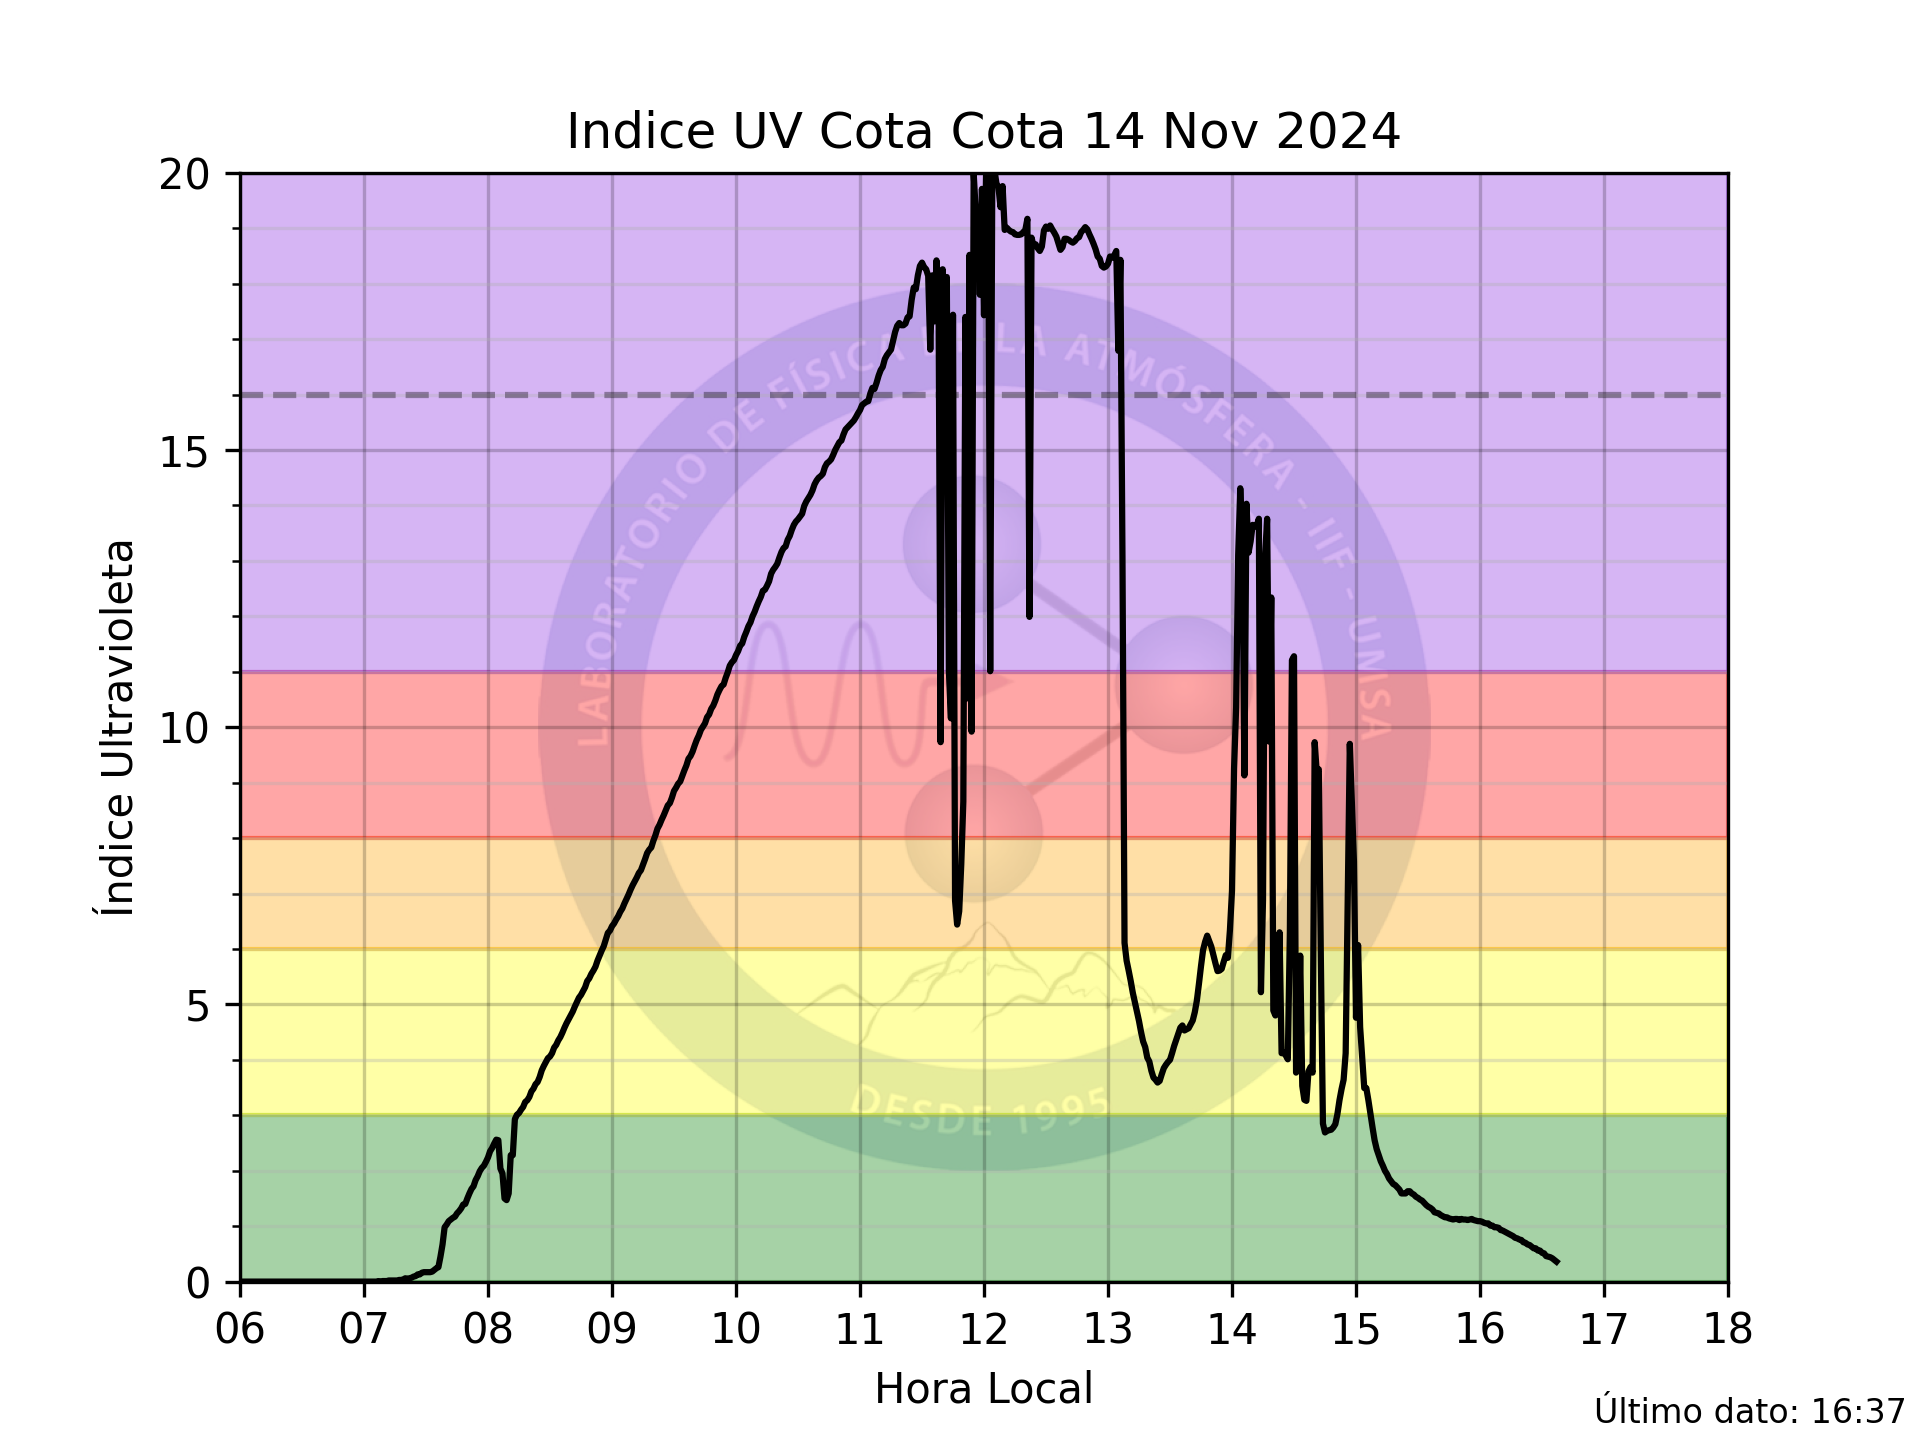 Indice UV Cota Cota 14 Nov 2024
20
15
10
5
0
Índice Ultravioleta
LABORATORIO DE FÍSICA DE LA ATMÓSFERA - IIF - UMSA
DESDE 1995
06 07 08 09 10 11 12 13 14 15 16 17 18
Hora Local
Último dato: 16:37